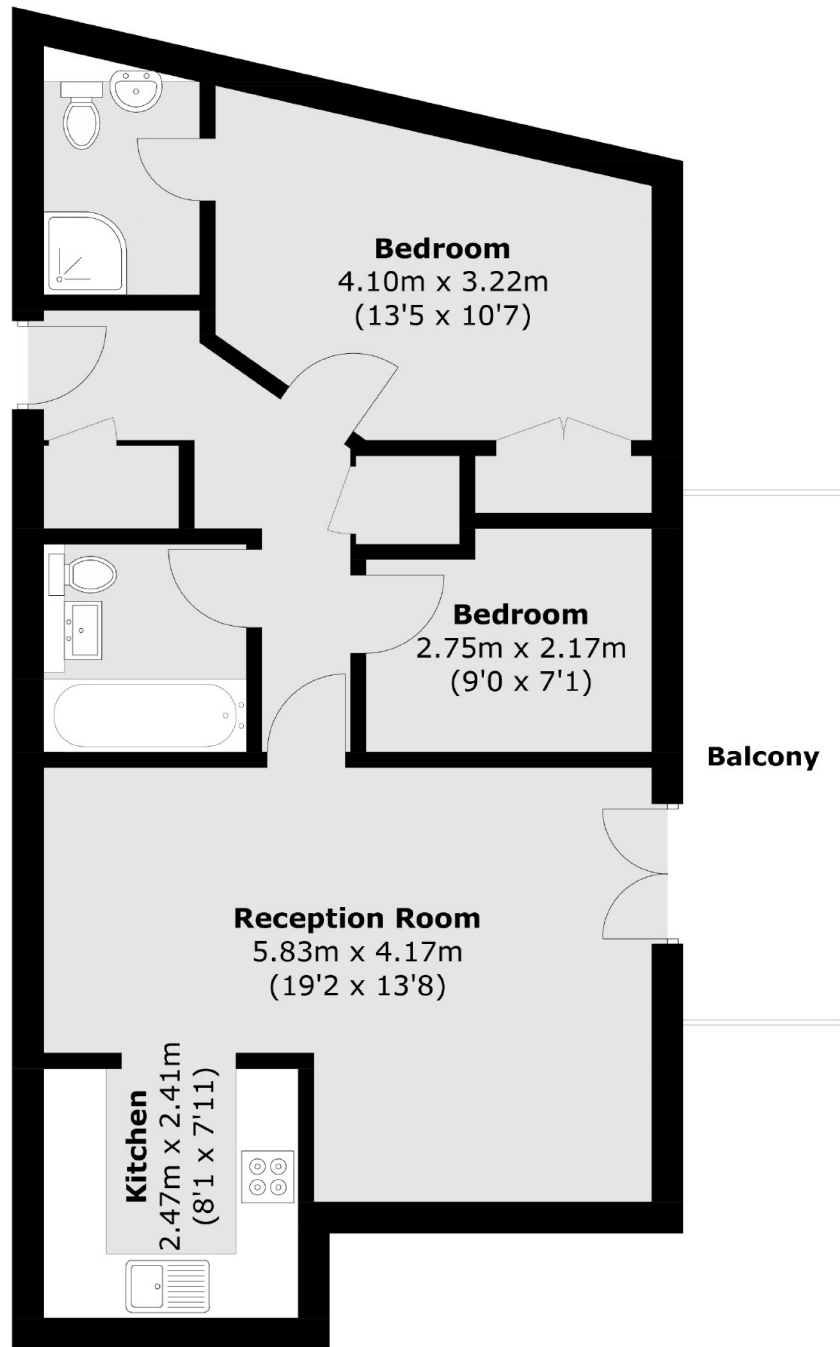 Bedroom
4.10m x 3.22m
(13'5 x 10'7)
Bedroom
2.75m x 2.17m
(9'0 x 7'1)
Balcony
Reception Room
5.83m x 4.17m
(19'2 x 13'8)
Kitchen
2.47m x 2.41m
(8'1 x 7'11)